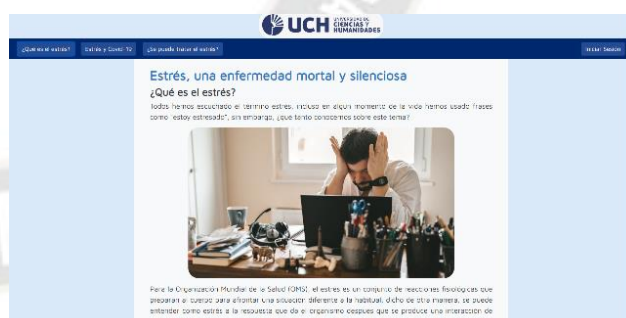 UCH UNIVERSIDAD DE
CIENCIAS Y
HUMANIDADES
¿Qué es el estrés? Estrés y Covid-19 ¿Se puede tratar el estrés? Iniciar Sesión
Estrés, una enfermedad mortal y silenciosa
¿Qué es el estrés?
Todos hemos escuchado el término estrés, incluso en algún momento de la vida hemos usado frases
como "estoy estresado", sin embargo, ¿qué tanto conocemos sobre este tema?
Para la Organización Mundial de la Salud (OMS), el estrés es un conjunto de reacciones fisiológicas que
preparan al cuerpo para afrontar una situación diferente a la habitual, dicho de otra manera, se puede
entender como estrés a la respuesta que da el organismo después que se produce una interacción de